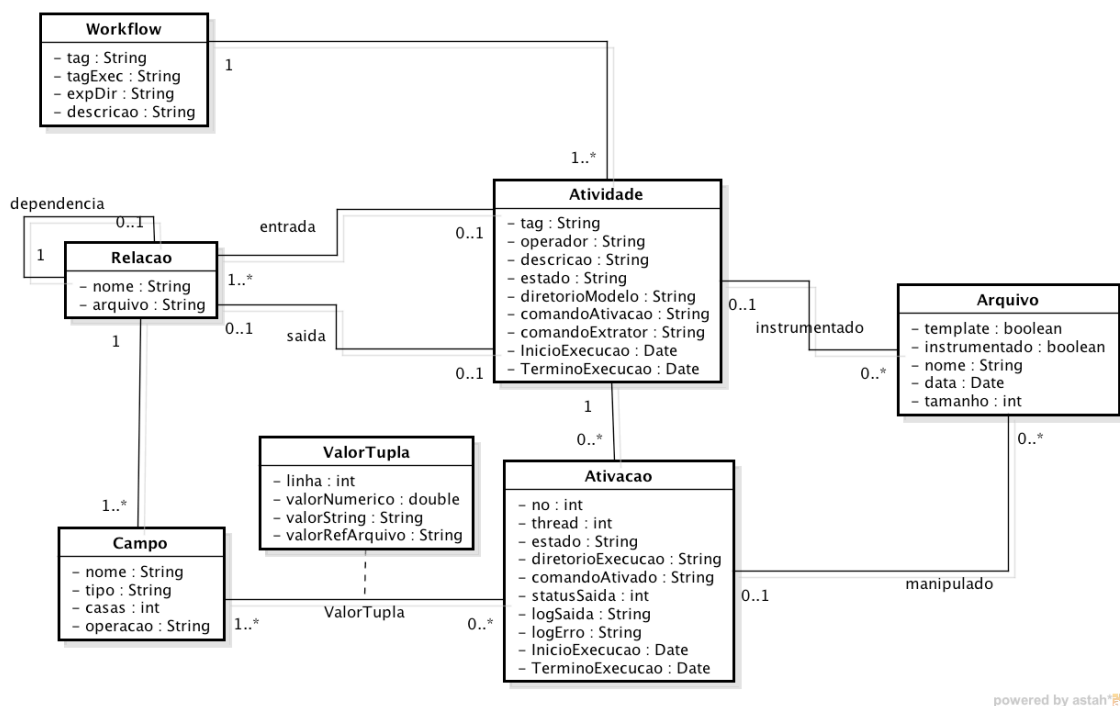 Workflow
- tag : String
- tagExec : String
- expDir : String
- descricao : String
1
1..*
Atividade
- tag : String
- operador : String
- descricao : String
- estado : String
- diretorioModelo : String
- comandoAtivacao : String
- comandoExtrator : String
- InicioExecucao : Date
- TerminoExecucao : Date
dependencia
0..1
1
Relacao
- nome : String
- arquivo : String
entrada
0..1
1..*
0..1
saida
0..1
0..1
instrumentado
0..*
Arquivo
- template : boolean
- instrumentado : boolean
- nome : String
- data : Date
- tamanho : int
1
1..*
1
0..*
0..*
ValorTupla
- linha : int
- valorNumerico : double
- valorString : String
- valorRefArquivo : String
Ativacao
- no : int
- thread : int
- estado : String
- diretorioExecucao : String
- comandoAtivado : String
- statusSaida : int
- logSaida : String
- logErro : String
- InicioExecucao : Date
- TerminoExecucao : Date
Campo
- nome : String
- tipo : String
- casas : int
- operacao : String
1..*
ValorTupla
0..*
0..1
manipulado
powered by astah*